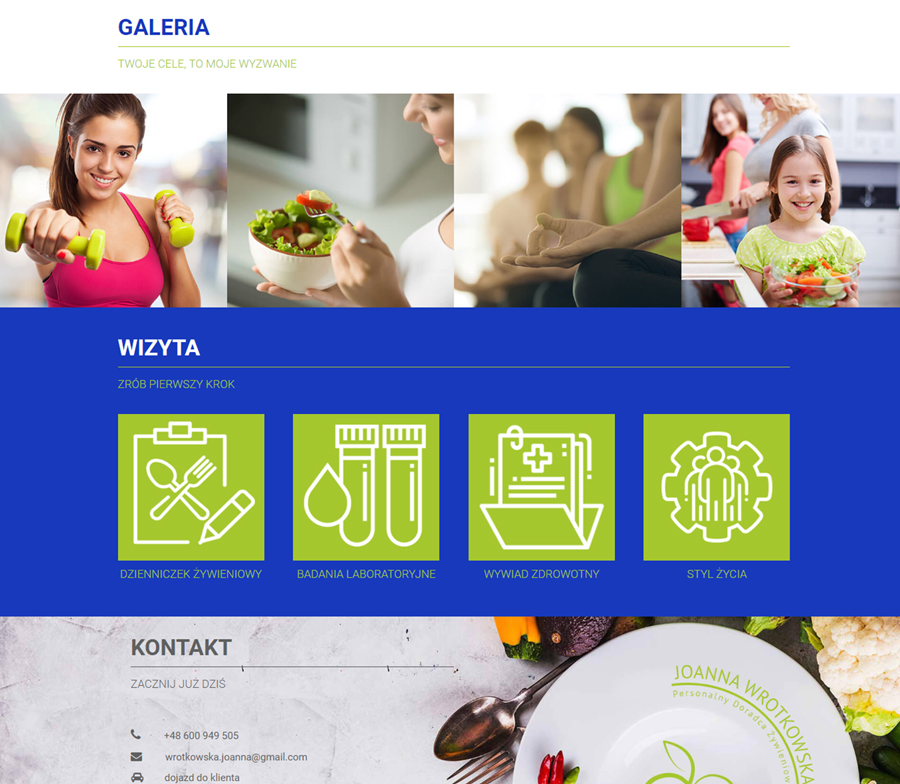 GALERIA
TWOJE CELE, TO MOJE WYZWANIE
WIZYTA
ZRÓB PIERWSZY KROK
DZIENNICZEK ŻYWIENIOWY
BADANIA LABORATORYJNE
WYWIAD ZDROWOTNY
STYL ŻYCIA
KONTAKT
ZACZNIJ JUŻ DZIŚ
JOANNA WROTKOWSKA
Personalny Doradca Żywieniowy
+48 600 949 505
wrotkowska.joanna@gmail.com
dojazd do klienta